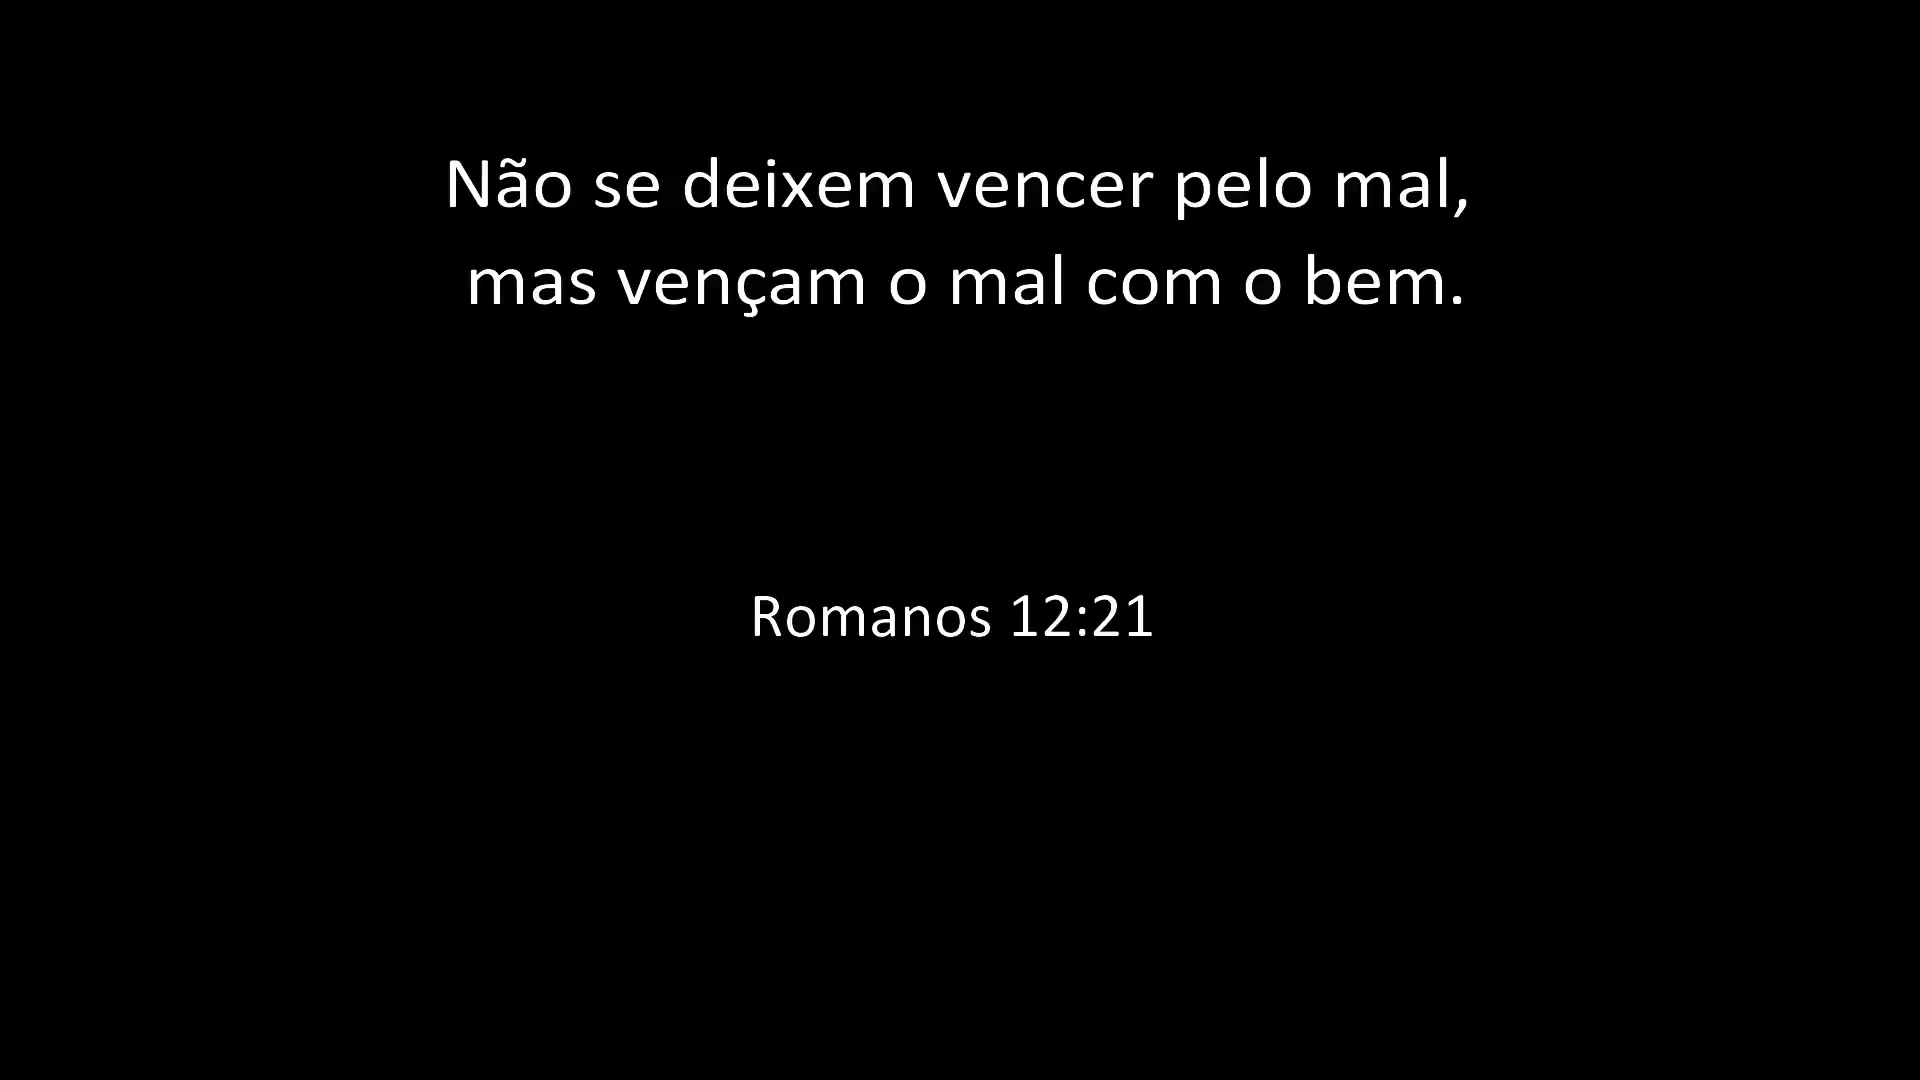 Não se deixem vencer pelo mal,
mas vençam o mal com o bem.
Romanos 12:21